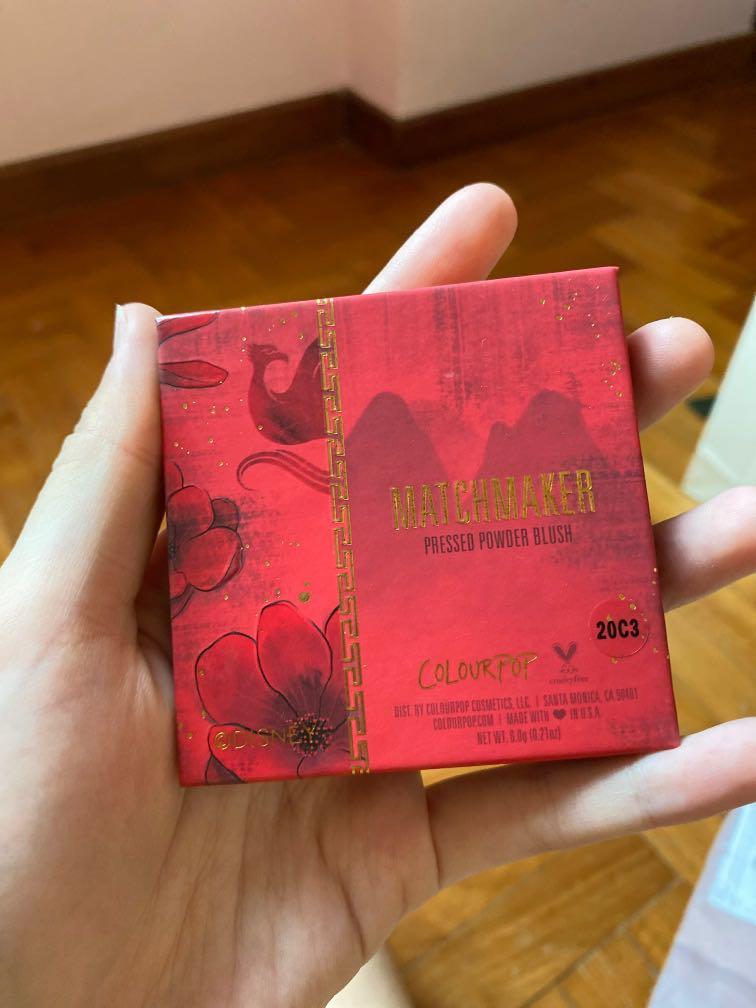 MATCHMAKER
PRESSED POWDER BLUSH
20C3
COLOURPOP
crueltyfree
DIST. BY COLOURPOP COSMETICS, LLC. | SANTA MONICA, CA 90401
COLOURPOP.COM | MADE WITH ♥ IN U.S.A.
NET WT. 6.0g (0.21oz)
©DISNEY